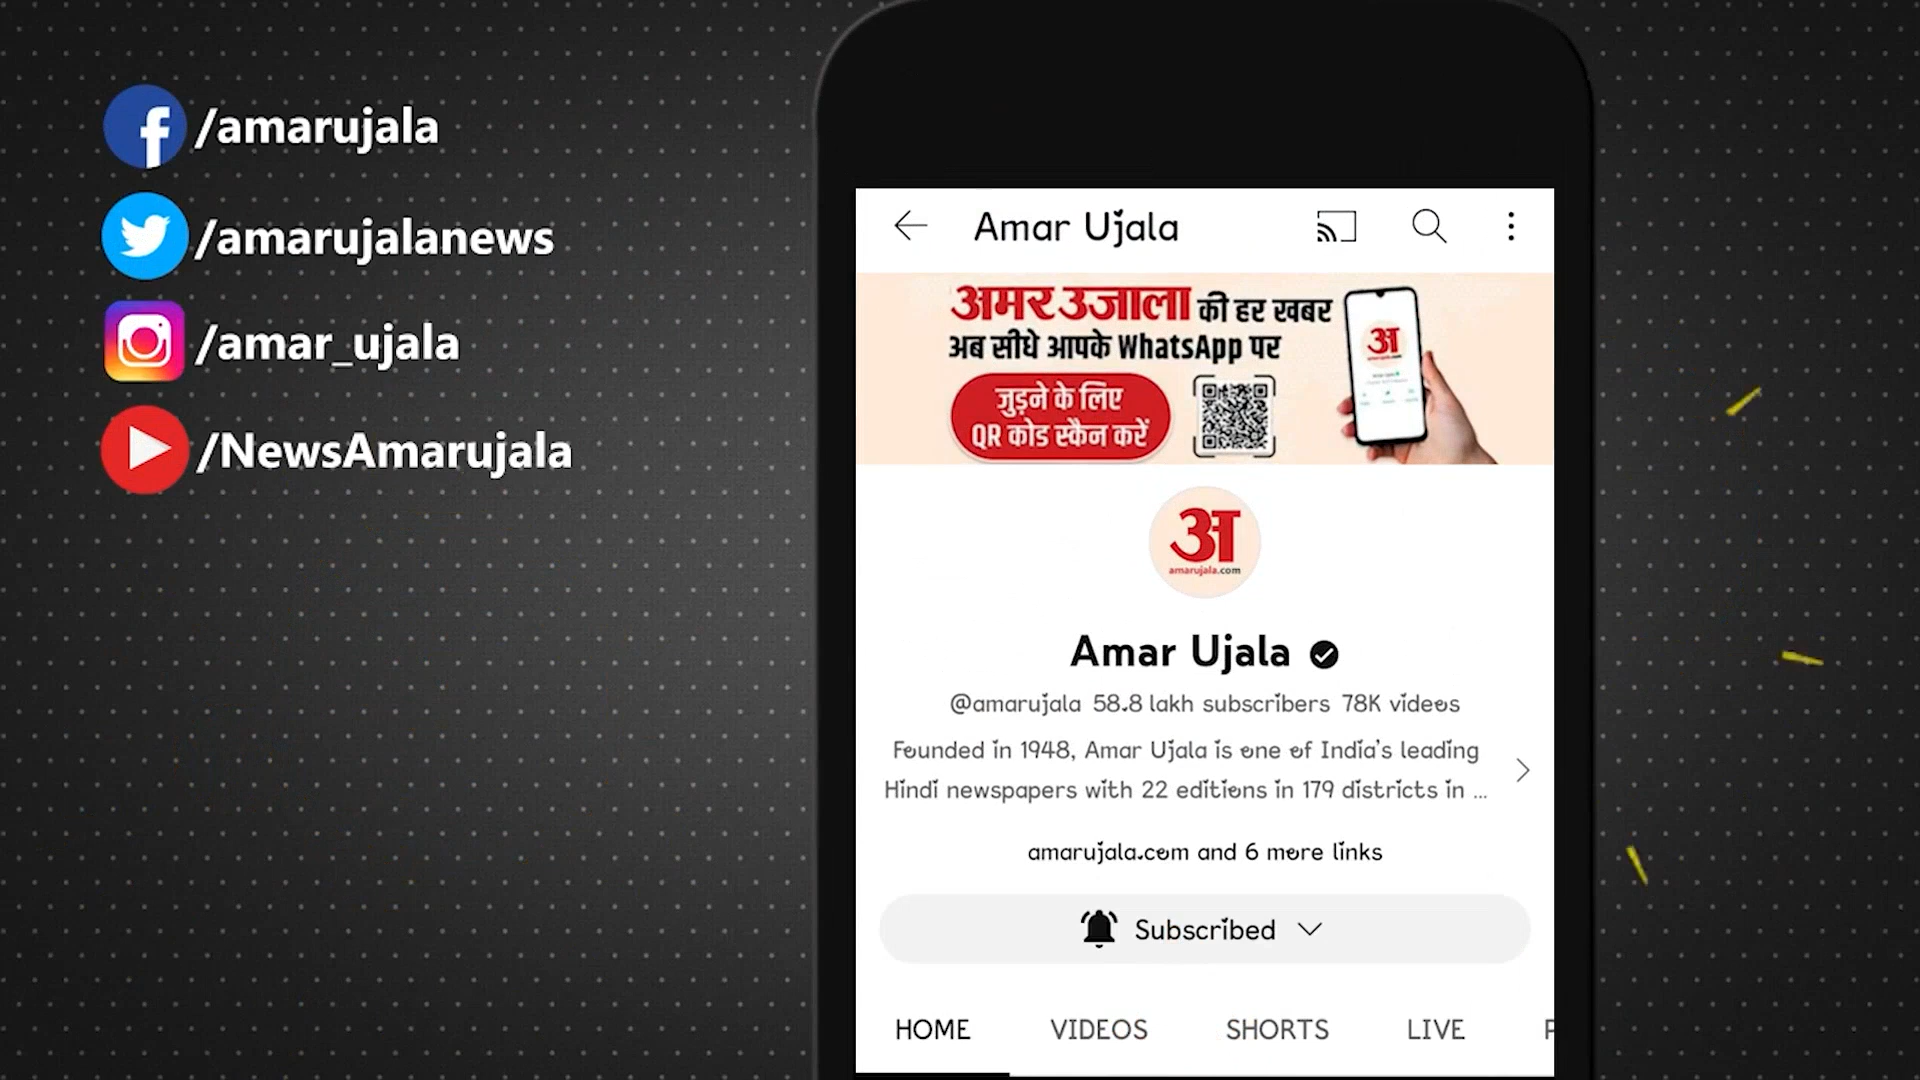 /amarujala
/amarujalanews
/amar_ujala
/NewsAmarujala
Amar Ujala
अमर उजाला की हर खबर
अब सीधे आपके WhatsApp पर
जुड़ने के लिए
QR कोड स्कैन करें
अ
अ
amarujala.com
Amar Ujala
@amarujala 58.8 lakh subscribers 78K videos
Founded in 1948, Amar Ujala is one of India's leading
Hindi newspapers with 22 editions in 179 districts in ...
amarujala.com and 6 more links
Subscribed
HOME VIDEOS SHORTS LIVE